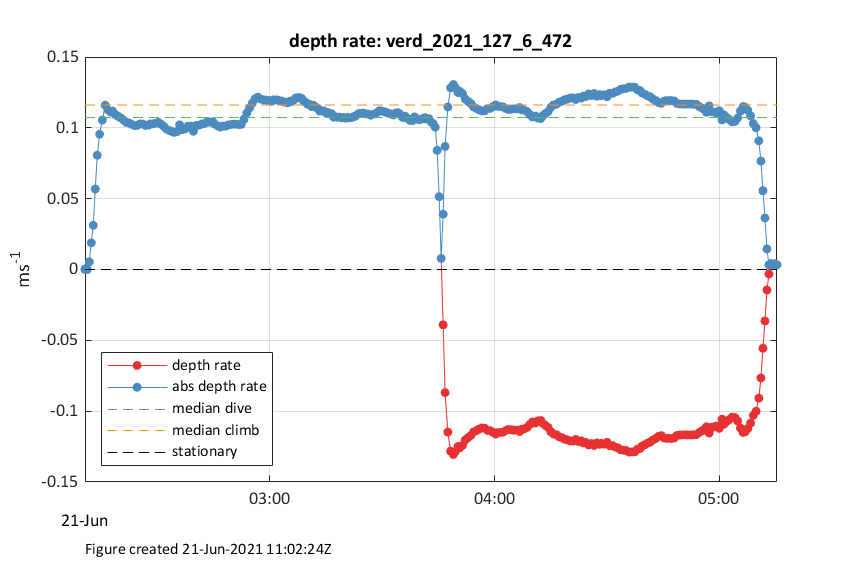 depth rate: verd_2021_127_6_472
0.15
0.1
0.05
0
-0.05
-0.1
-0.15
ms-1
depth rate
abs depth rate
median dive
median climb
stationary
03:00 04:00 05:00
21-Jun
Figure created 21-Jun-2021 11:02:24Z